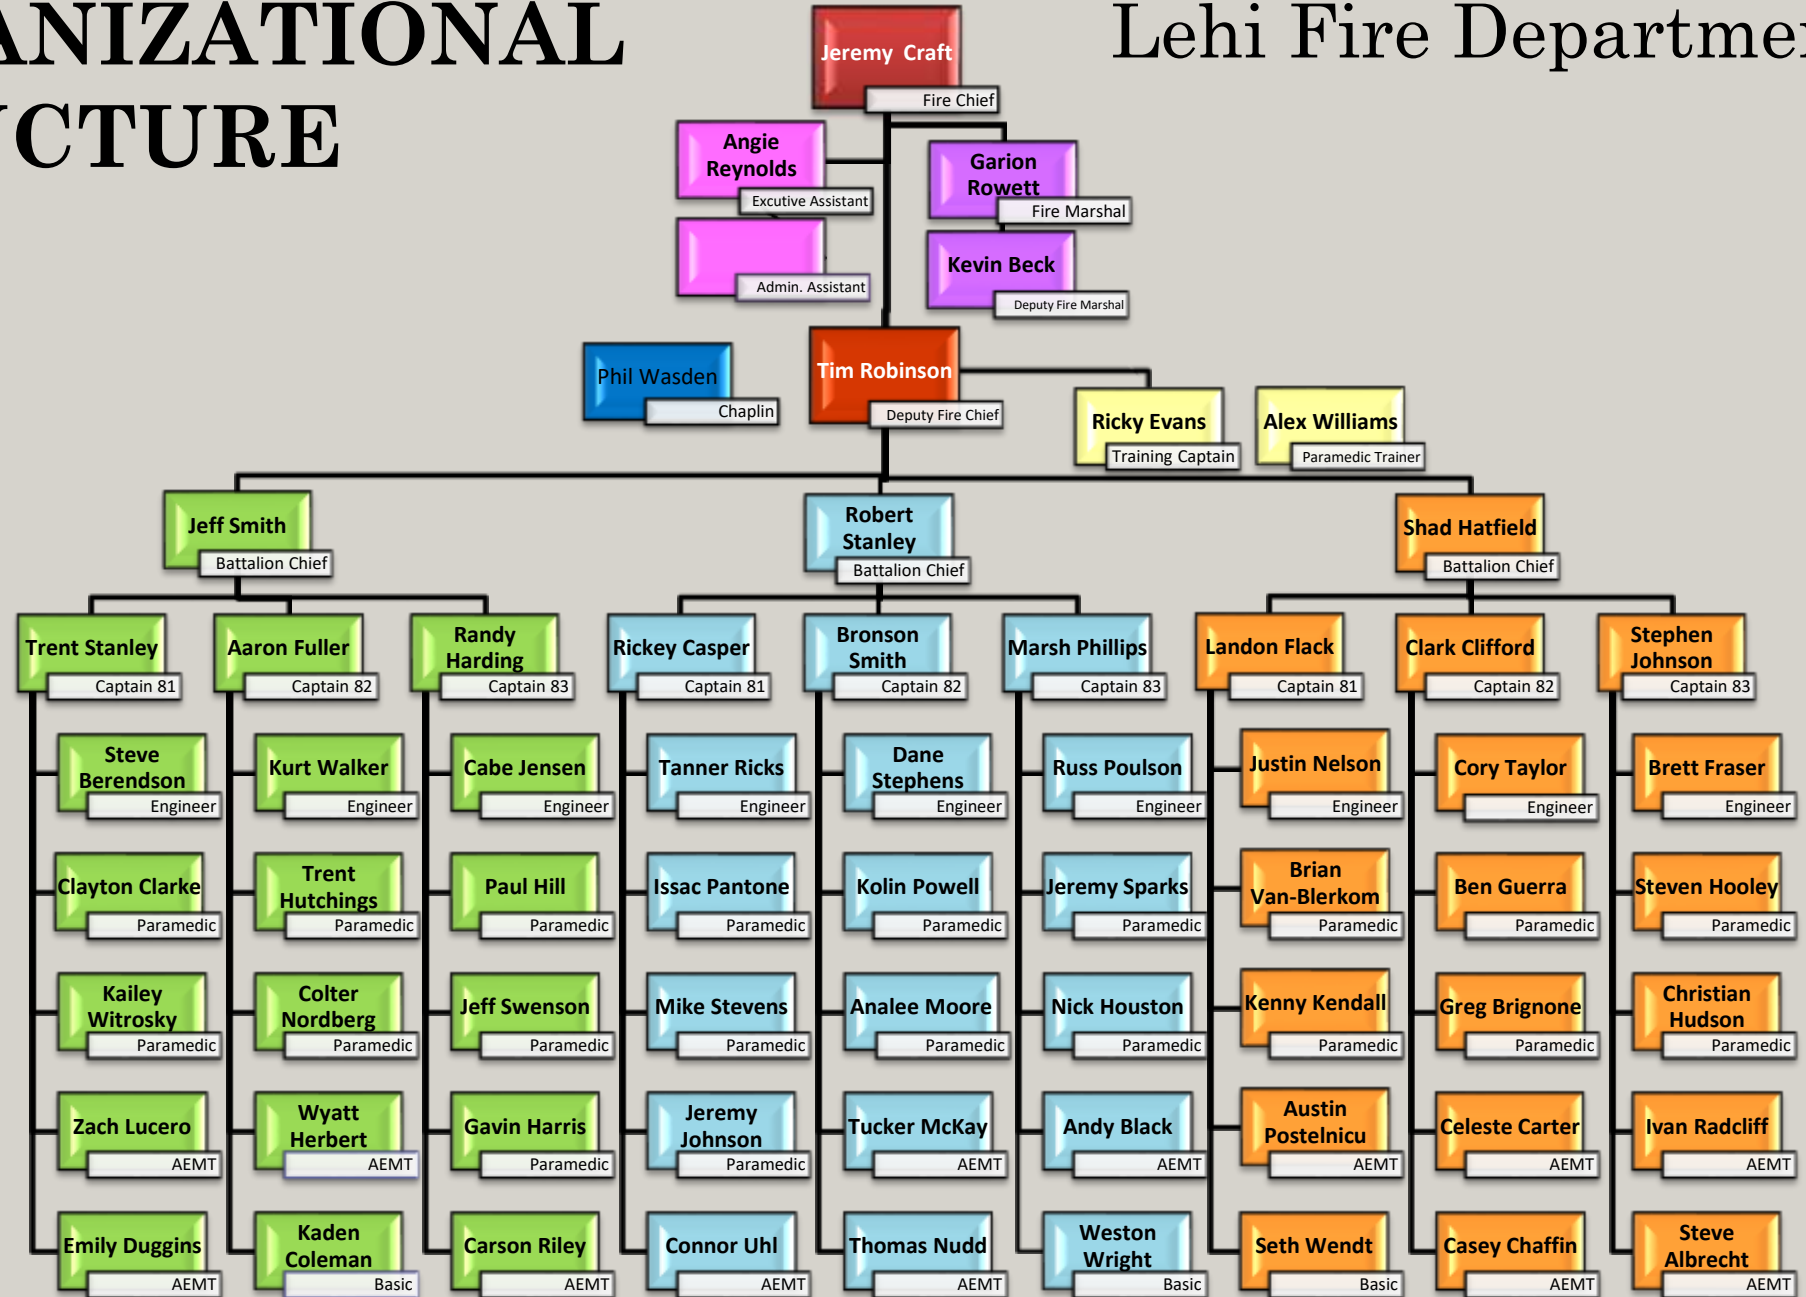 ANIZATIONAL
UCTURE
Lehi Fire Departmen
Jeremy Craft
Fire Chief
Angie
Reynolds
Excutive Assistant
Garion
Rowett
Fire Marshal
Admin. Assistant
Kevin Beck
Deputy Fire Marshal
Phil Wasden
Chaplin
Tim Robinson
Deputy Fire Chief
Ricky Evans
Training Captain
Alex Williams
Paramedic Trainer
Jeff Smith
Battalion Chief
Robert
Stanley
Battalion Chief
Shad Hatfield
Battalion Chief
Trent Stanley
Captain 81
Aaron Fuller
Captain 82
Randy
Harding
Captain 83
Rickey Casper
Captain 81
Bronson
Smith
Captain 82
Marsh Phillips
Captain 83
Landon Flack
Captain 81
Clark Clifford
Captain 82
Stephen
Johnson
Captain 83
Steve
Berendson
Engineer
Kurt Walker
Engineer
Cabe Jensen
Engineer
Tanner Ricks
Engineer
Dane
Stephens
Engineer
Russ Poulson
Engineer
Justin Nelson
Engineer
Cory Taylor
Engineer
Brett Fraser
Engineer
Clayton Clarke
Paramedic
Trent
Hutchings
Paramedic
Paul Hill
Paramedic
Issac Pantone
Paramedic
Kolin Powell
Paramedic
Jeremy Sparks
Paramedic
Brian
Van-Blerkom
Paramedic
Ben Guerra
Paramedic
Steven Hooley
Paramedic
Kailey
Witrosky
Paramedic
Colter
Nordberg
Paramedic
Jeff Swenson
Paramedic
Mike Stevens
Paramedic
Analee Moore
Paramedic
Nick Houston
Paramedic
Kenny Kendall
Paramedic
Greg Brignone
Paramedic
Christian
Hudson
Paramedic
Zach Lucero
AEMT
Wyatt
Herbert
AEMT
Gavin Harris
Paramedic
Jeremy
Johnson
Paramedic
Tucker McKay
AEMT
Andy Black
AEMT
Austin
Postelnicu
AEMT
Celeste Carter
AEMT
Ivan Radcliff
AEMT
Emily Duggins
AEMT
Kaden
Coleman
Basic
Carson Riley
AEMT
Connor Uhl
AEMT
Thomas Nudd
AEMT
Weston
Wright
Basic
Seth Wendt
Basic
Casey Chaffin
AEMT
Steve
Albrecht
AEMT